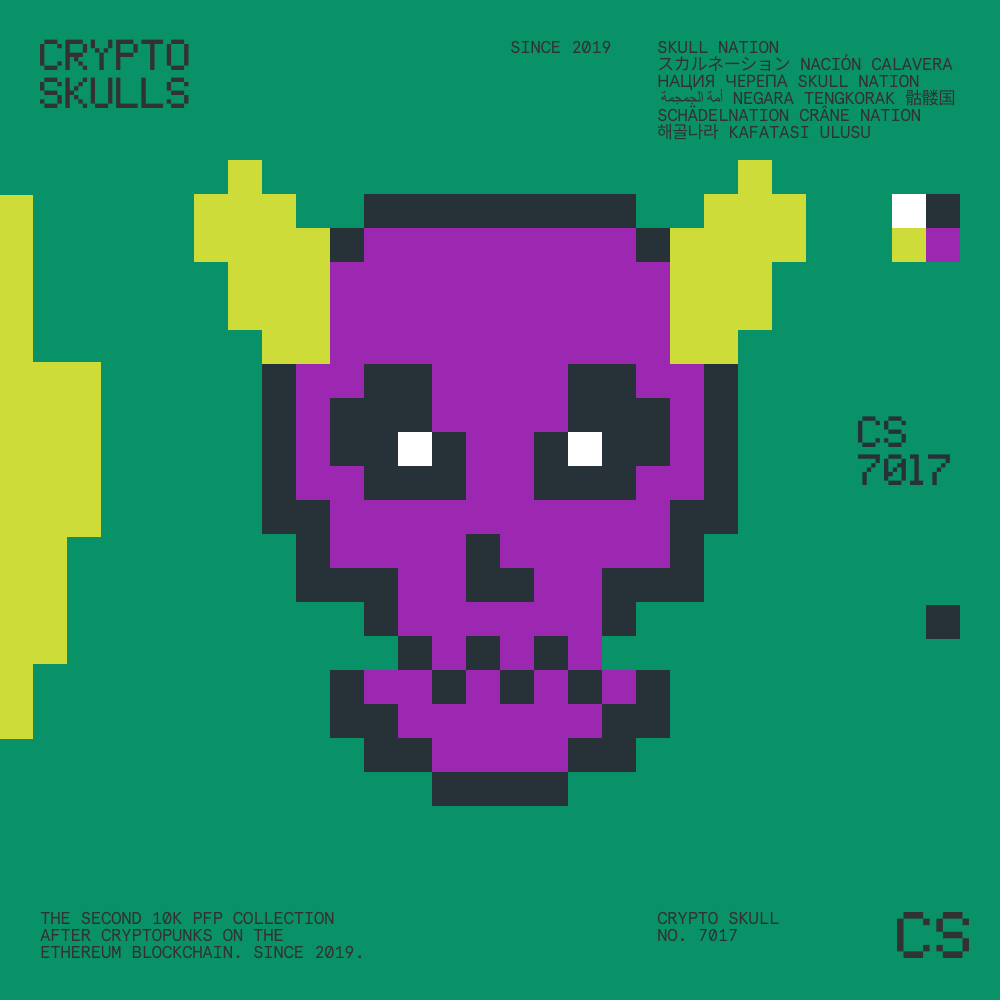 CRYPTO
SKULLS
SINCE 2019
SKULL NATION
スカルネーション NACIÓN CALAVERA
НАЦИЯ ЧЕРЕПА SKULL NATION
أمة الجمجمة NEGARA TENGKORAK 骷髅国
SCHÄDELNATION CRÂNE NATION
해골나라 KAFATASI ULUSU
CS
7017
THE SECOND 10K PFP COLLECTION
AFTER CRYPTOPUNKS ON THE
ETHEREUM BLOCKCHAIN. SINCE 2019.
CRYPTO SKULL
NO. 7017
CS